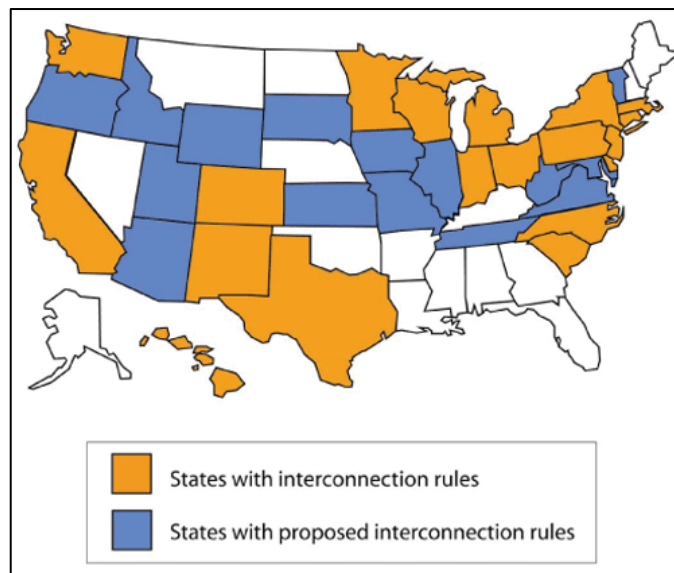 States with interconnection rules
States with proposed interconnection rules